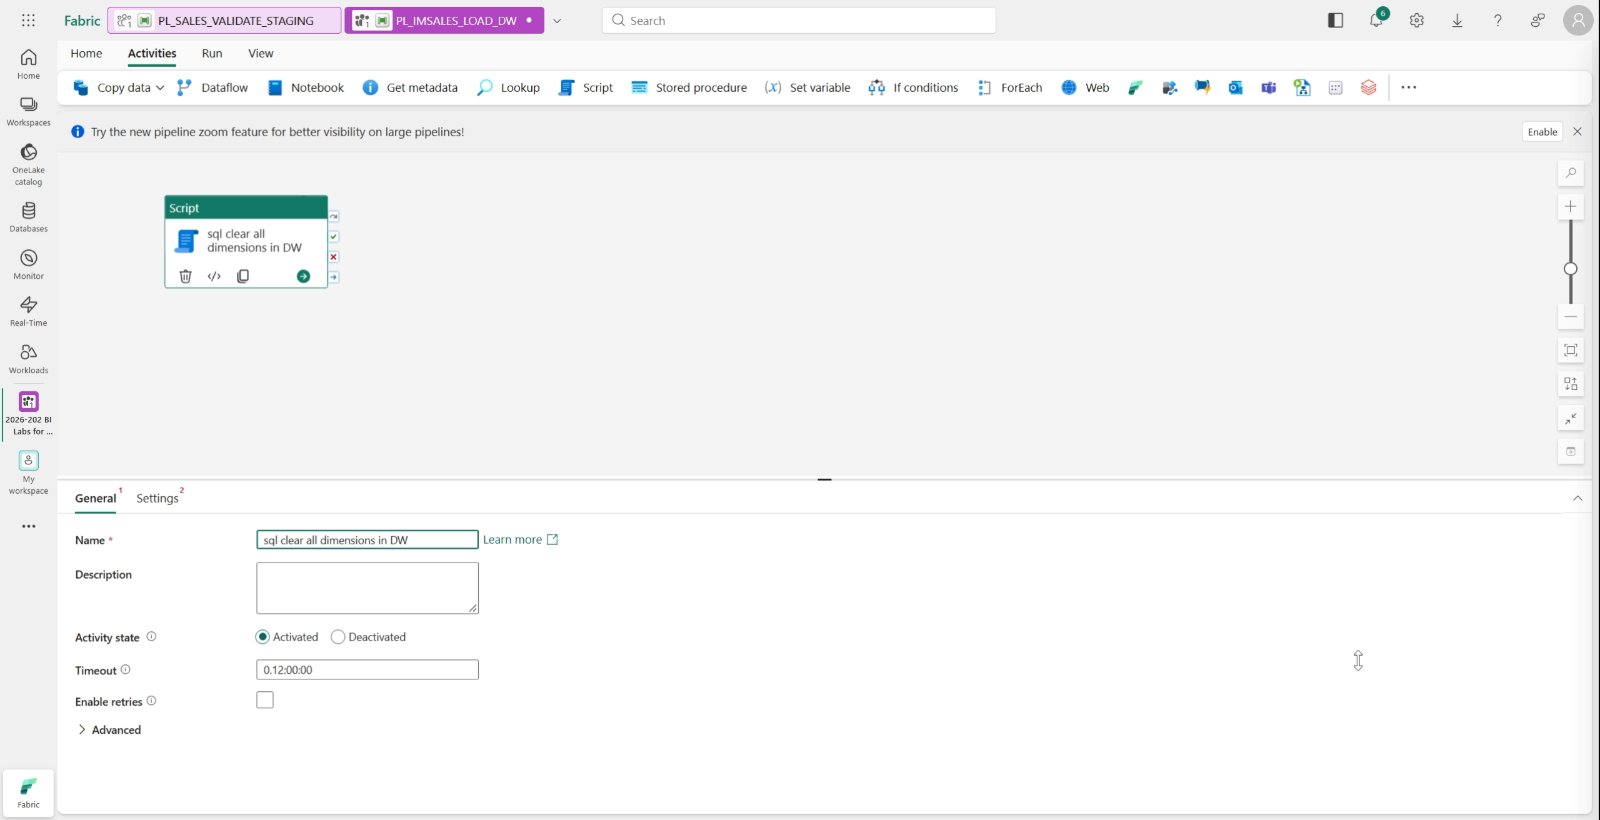 Fabric PL_SALES_VALIDATE_STAGING PL_IMSALES_LOAD_DW Search 6
Home Activities Run View
Copy data Dataflow Notebook Get metadata Lookup Script Stored procedure Set variable If conditions ForEach Web
Try the new pipeline zoom feature for better visibility on large pipelines! Enable
Home
Workspaces
OneLake
catalog
Databases
Monitor
Real-Time
Workloads
2026-202 BI
Labs for ...
My
workspace
Fabric
Script
sql clear all
dimensions in DW
General 1 Settings 2
Name * sql clear all dimensions in DW Learn more
Description
Activity state Activated Deactivated
Timeout 0.12:00:00
Enable retries
Advanced